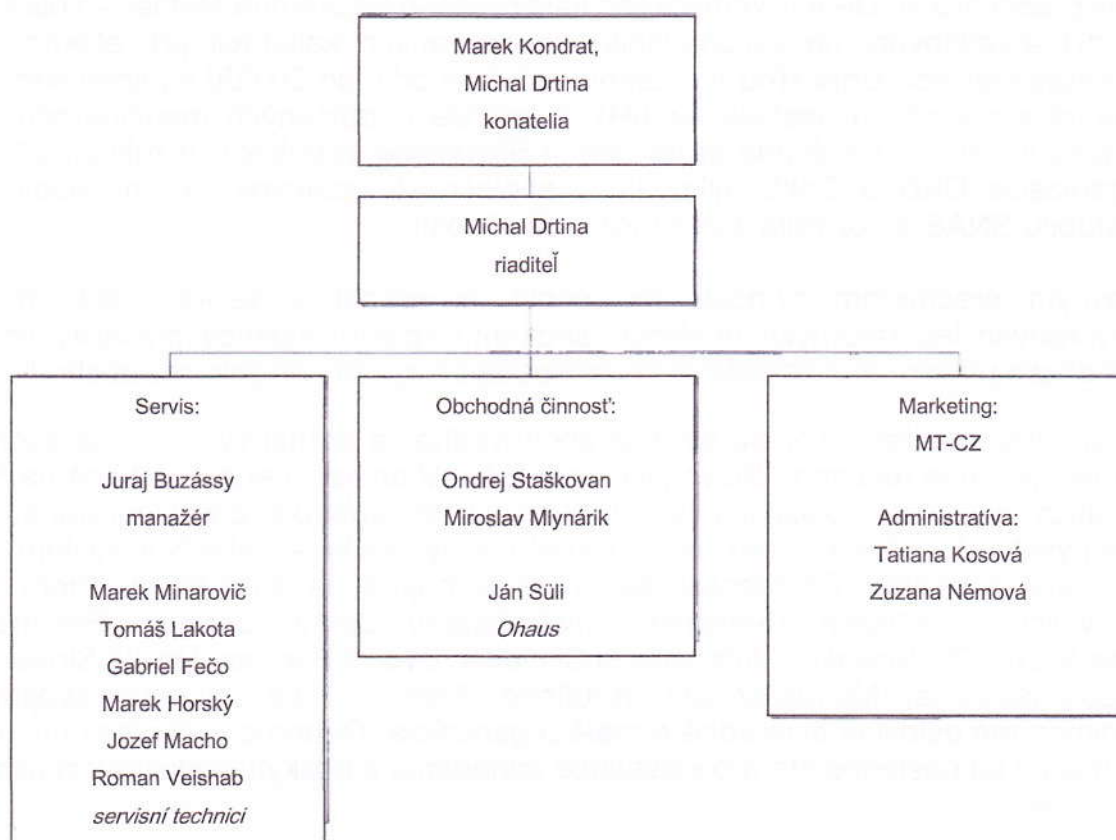 Marek Kondrat,
Michal Drtina
konatelia
Michal Drtina
riaditeľ
Servis:
Juraj Buzássy
manažér
Marek Minarovič
Tomáš Lakota
Gabriel Fečo
Marek Horský
Jozef Macho
Roman Veishab
servisní technici
Obchodná činnosť:
Ondrej Staškovan
Miroslav Mlynárik
Ján Süli
Ohaus
Marketing:
MT-CZ
Administratíva:
Tatiana Kosová
Zuzana Némová